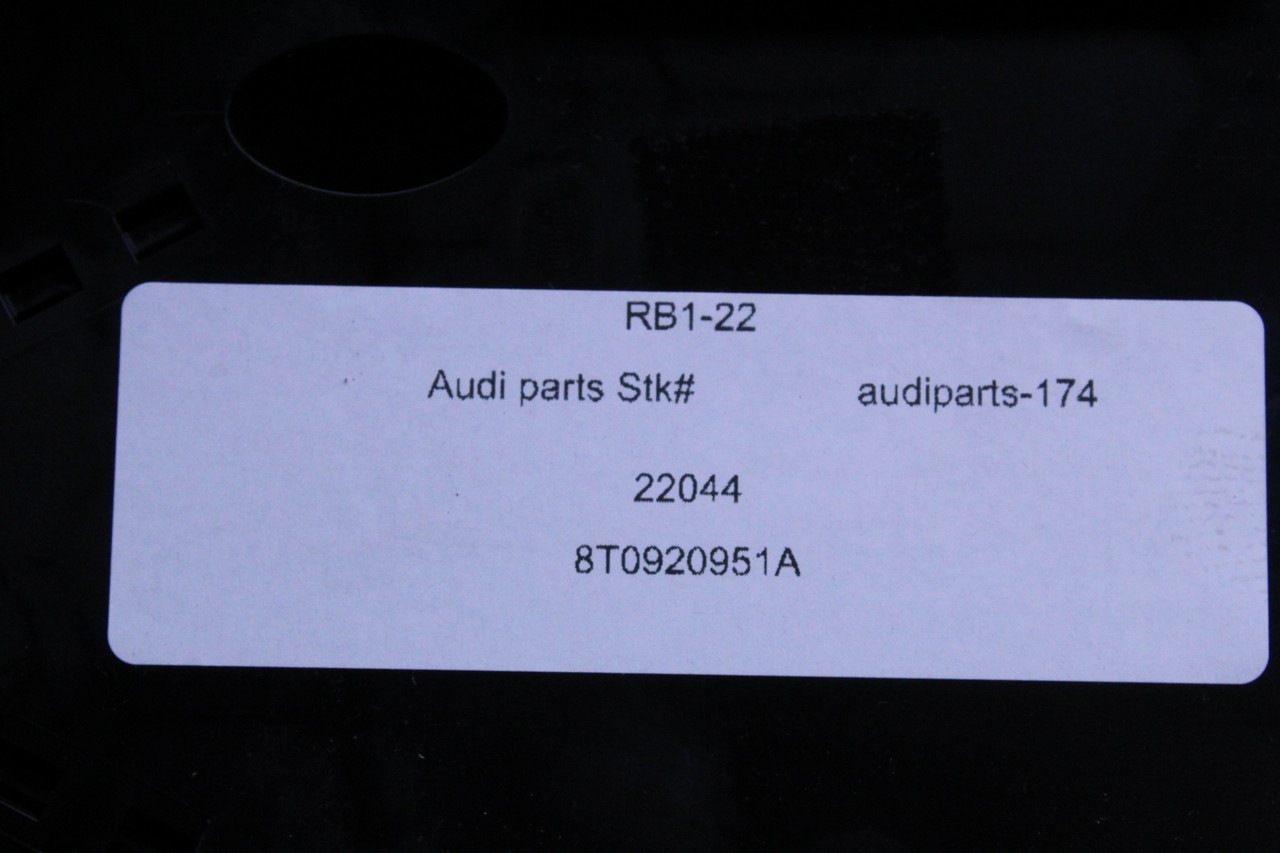 RB1-22
Audi parts Stk# audiparts-174
22044
8T0920951A